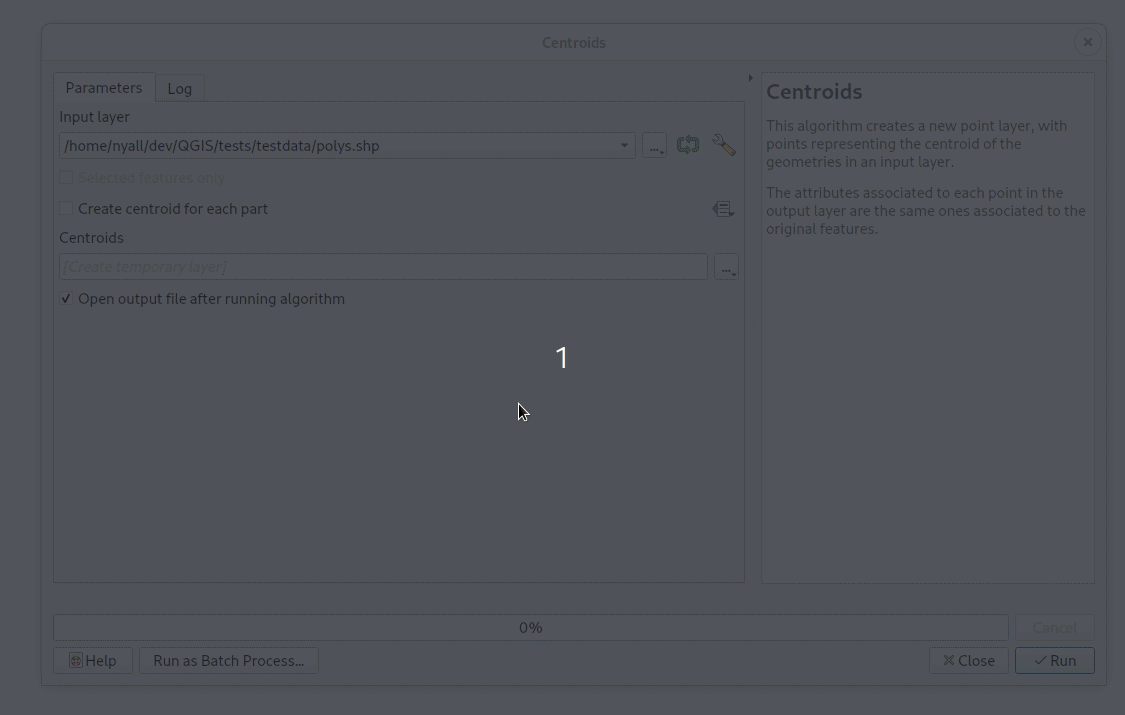 Centroids
Parameters
Log
Input layer
/home/nyall/dev/QGIS/tests/testdata/polys.shp
...
Selected features only
Create centroid for each part
Centroids
[Create temporary layer]
...
Open output file after running algorithm
Centroids
This algorithm creates a new point layer, with
points representing the centroid of the
geometries in an input layer.
The attributes associated to each point in the
output layer are the same ones associated to the
original features.
1
0%
Cancel
Help
Run as Batch Process...
Close
Run